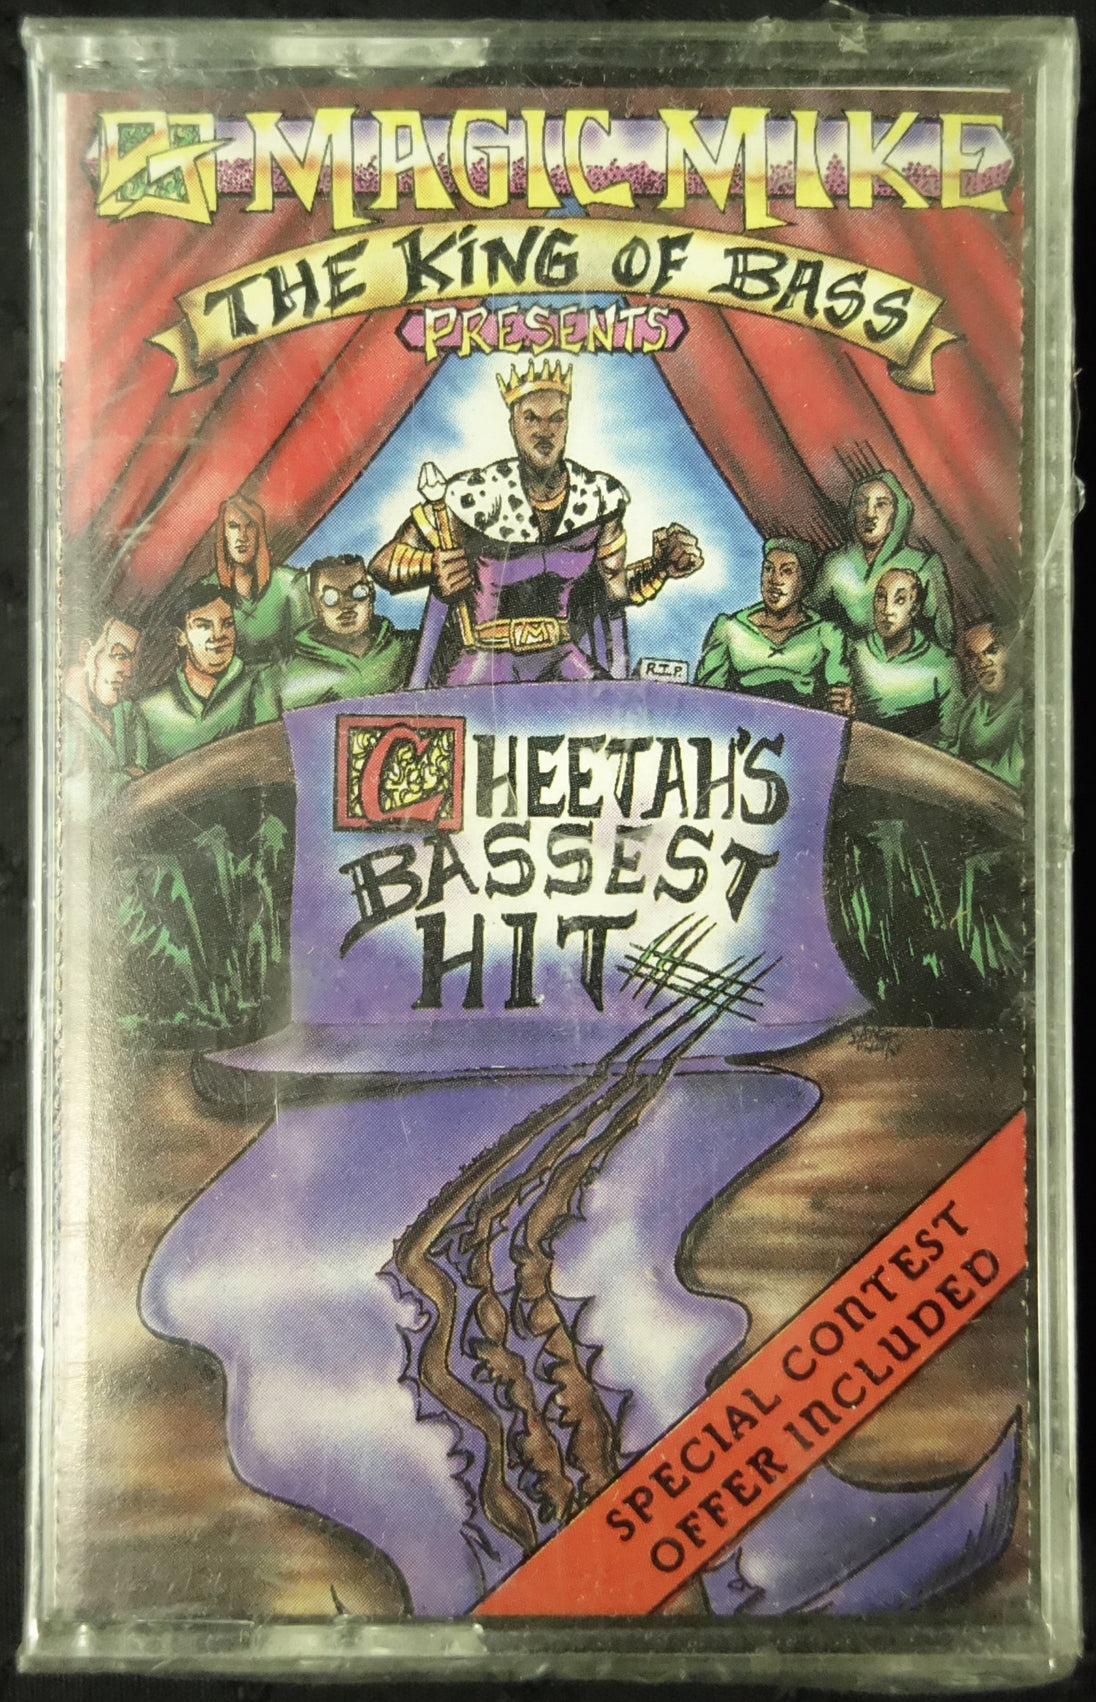 DJ MAGIC MIKE
THE KING OF BASS
PRESENTS
R.I.P.
M
CHEETAH'S
BASSEST
HIT
SPECIAL CONTEST
OFFER INCLUDED